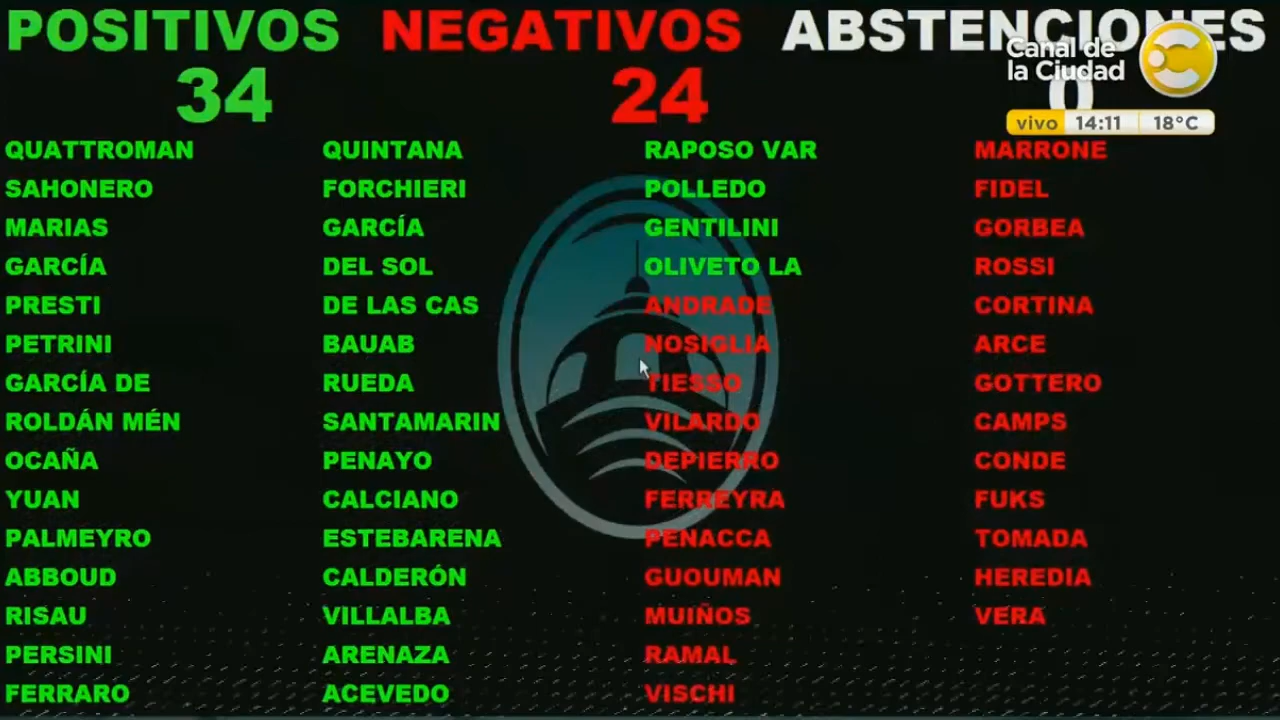 POSITIVOS NEGATIVOS ABSTENCIONES
Canal de
la Ciudad
34 24 0
vivo 14:11 18°C
QUATTROMAN QUINTANA RAPOSO VAR MARRONE
SAHONERO FORCHIERI POLLEDO FIDEL
MARIAS GARCÍA GENTILINI GORBEA
GARCÍA DEL SOL OLIVETO LA ROSSI
PRESTI DE LAS CAS ANDRADE CORTINA
PETRINI BAUAB NOSIGLIA ARCE
GARCÍA DE RUEDA TIESSO GOTTERO
ROLDÁN MÉN SANTAMARIN VILARDO CAMPS
OCAÑA PENAYO DEPIERRO CONDE
YUAN CALCIANO FERREYRA FUKS
PALMEYRO ESTEBARENA PENACCA TOMADA
ABBOUD CALDERÓN GUOUMAN HEREDIA
RISAU VILLALBA MUIÑOS VERA
PERSINI ARENAZA RAMAL
FERRARO ACEVEDO VISCHI